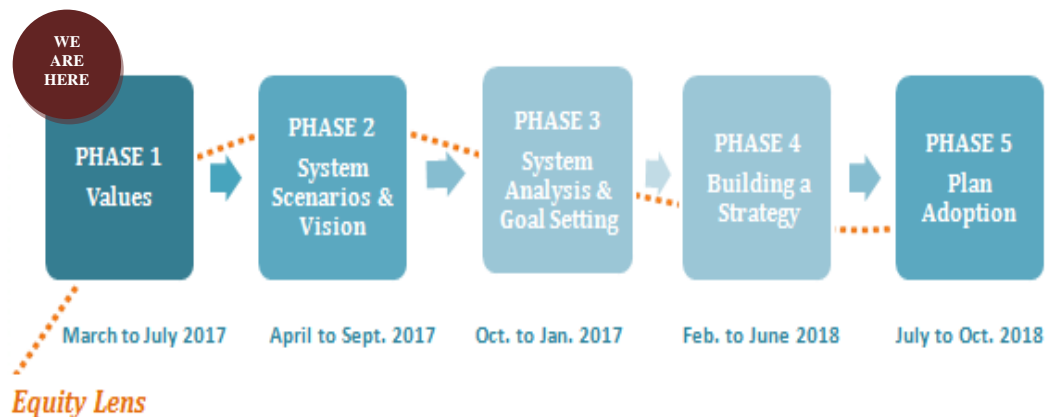 WE
ARE
HERE
PHASE 1
Values
PHASE 2
System
Scenarios &
Vision
PHASE 3
System
Analysis &
Goal Setting
PHASE 4
Building a
Strategy
PHASE 5
Plan
Adoption
March to July 2017
April to Sept. 2017
Oct. to Jan. 2017
Feb. to June 2018
July to Oct. 2018
Equity Lens